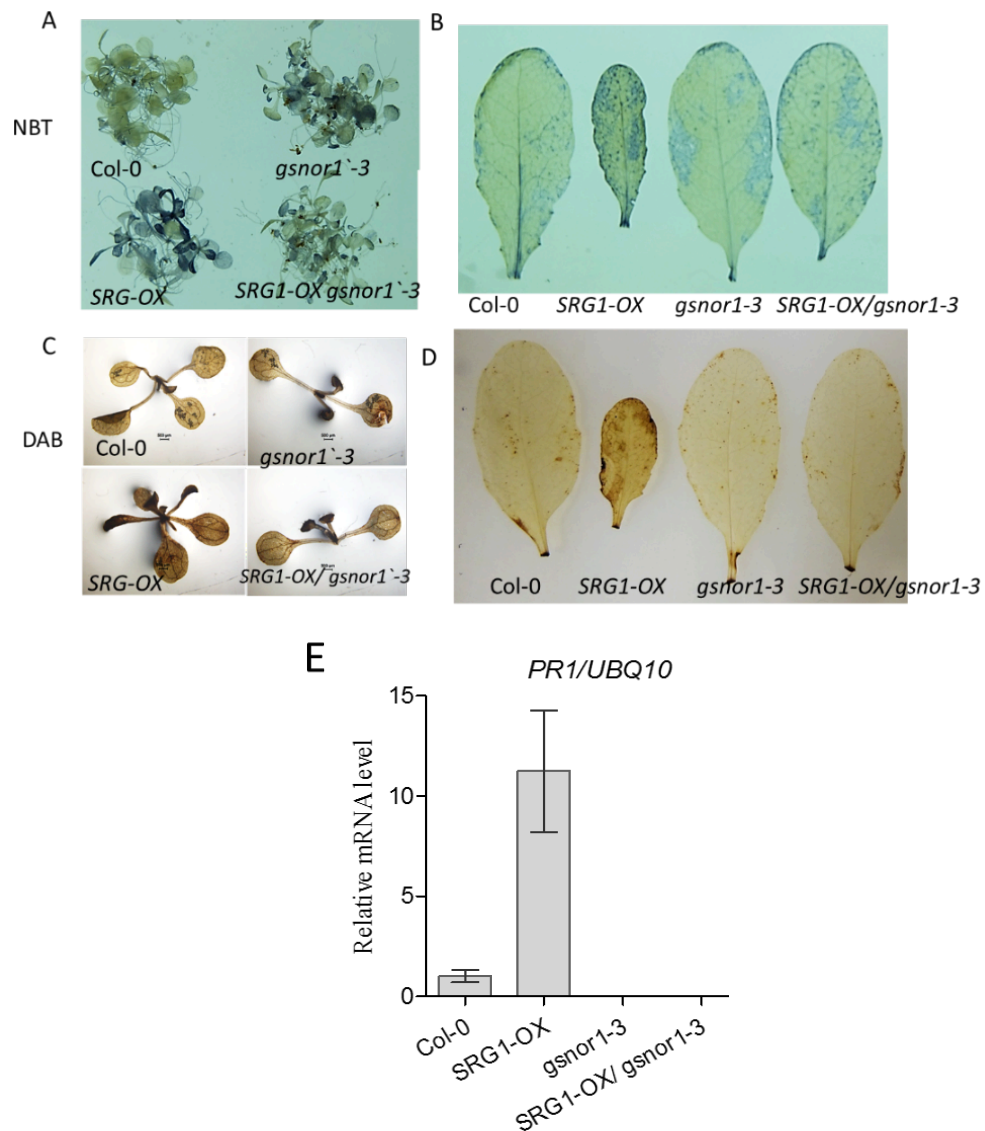 A
B
NBT
Col-0
gsnor1`-3
SRG-OX
SRG1-OX gsnor1`-3
Col-0 SRG1-OX gsnor1-3 SRG1-OX/gsnor1-3
C
D
DAB
Col-0
gsnor1`-3
SRG-OX
SRG1-OX/ gsnor1`-3
Col-0 SRG1-OX gsnor1-3 SRG1-OX/gsnor1-3
E
PR1/UBQ10
Relative mRNA level
15
10
5
0
Col-0
SRG1-OX
gsnor1-3
SRG1-OX/ gsnor1-3